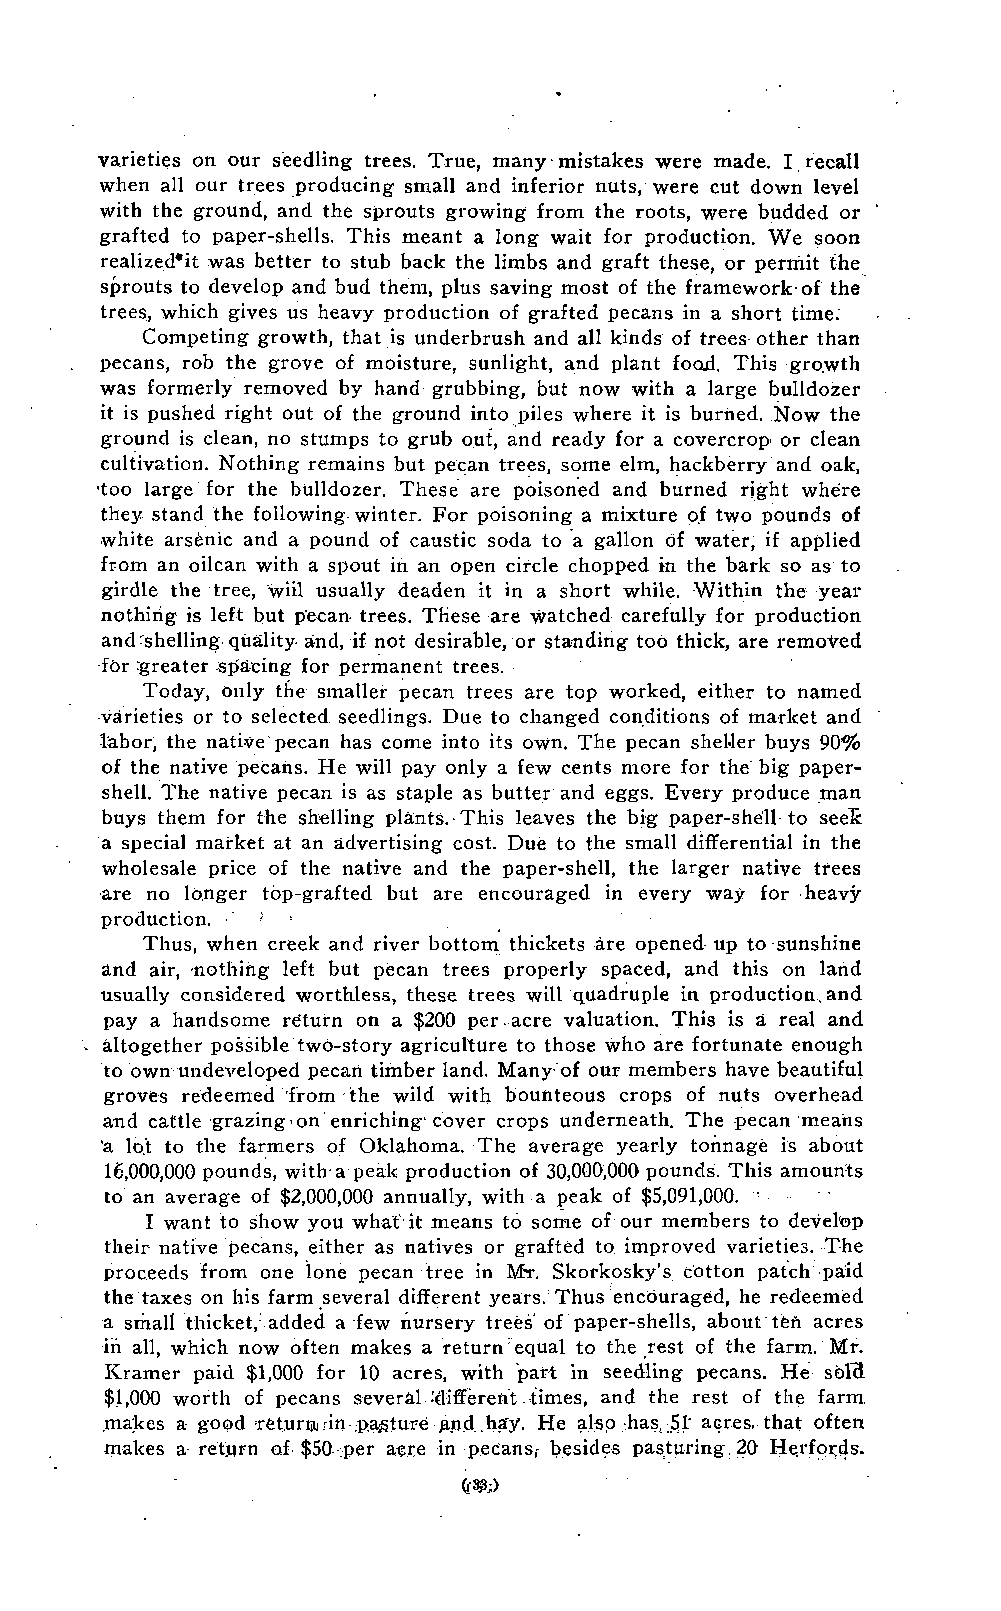 varieties on our seedling trees. True, many mistakes were made. I recall
when all our trees producing small and inferior nuts, were cut down level
with the ground, and the sprouts growing from the roots, were budded or
grafted to paper-shells. This meant a long wait for production. We soon
realized it was better to stub back the limbs and graft these, or permit the
sprouts to develop and bud them, plus saving most of the framework of the
trees, which gives us heavy production of grafted pecans in a short time.
Competing growth, that is underbrush and all kinds of trees other than
pecans, rob the grove of moisture, sunlight, and plant food. This growth
was formerly removed by hand grubbing, but now with a large bulldozer
it is pushed right out of the ground into piles where it is burned. Now the
ground is clean, no stumps to grub out, and ready for a covercrop or clean
cultivation. Nothing remains but pecan trees, some elm, hackberry and oak,
too large for the bulldozer. These are poisoned and burned right where
they stand the following winter. For poisoning a mixture of two pounds of
white arsenic and a pound of caustic soda to a gallon of water, if applied
from an oilcan with a spout in an open circle chopped in the bark so as to
girdle the tree, will usually deaden it in a short while. Within the year
nothing is left but pecan trees. These are watched carefully for production
and shelling quality and, if not desirable, or standing too thick, are removed
for greater spacing for permanent trees.
Today, only the smaller pecan trees are top worked, either to named
varieties or to selected seedlings. Due to changed conditions of market and
labor, the native pecan has come into its own. The pecan sheller buys 90%
of the native pecans. He will pay only a few cents more for the big paper-
shell. The native pecan is as staple as butter and eggs. Every produce man
buys them for the shelling plants. This leaves the big paper-shell to seek
a special market at an advertising cost. Due to the small differential in the
wholesale price of the native and the paper-shell, the larger native trees
are no longer top-grafted but are encouraged in every way for heavy
production.
Thus, when creek and river bottom thickets are opened up to sunshine
and air, nothing left but pecan trees properly spaced, and this on land
usually considered worthless, these trees will quadruple in production, and
pay a handsome return on a $200 per acre valuation. This is a real and
altogether possible two-story agriculture to those who are fortunate enough
to own undeveloped pecan timber land. Many of our members have beautiful
groves redeemed from the wild with bounteous crops of nuts overhead
and cattle grazing on enriching cover crops underneath. The pecan means
a lot to the farmers of Oklahoma. The average yearly tonnage is about
16,000,000 pounds, with a peak production of 30,000,000 pounds. This amounts
to an average of $2,000,000 annually, with a peak of $5,091,000.
I want to show you what it means to some of our members to develop
their native pecans, either as natives or grafted to improved varieties. The
proceeds from one lone pecan tree in Mr. Skorkosky's cotton patch paid
the taxes on his farm several different years. Thus encouraged, he redeemed
a small thicket, added a few nursery trees of paper-shells, about ten acres
in all, which now often makes a return equal to the rest of the farm. Mr.
Kramer paid $1,000 for 10 acres, with part in seedling pecans. He sold
$1,000 worth of pecans several different times, and the rest of the farm
makes a good return in pasture and hay. He also has 51 acres that often
makes a return of $50 per acre in pecans, besides pasturing 20 Herfords.